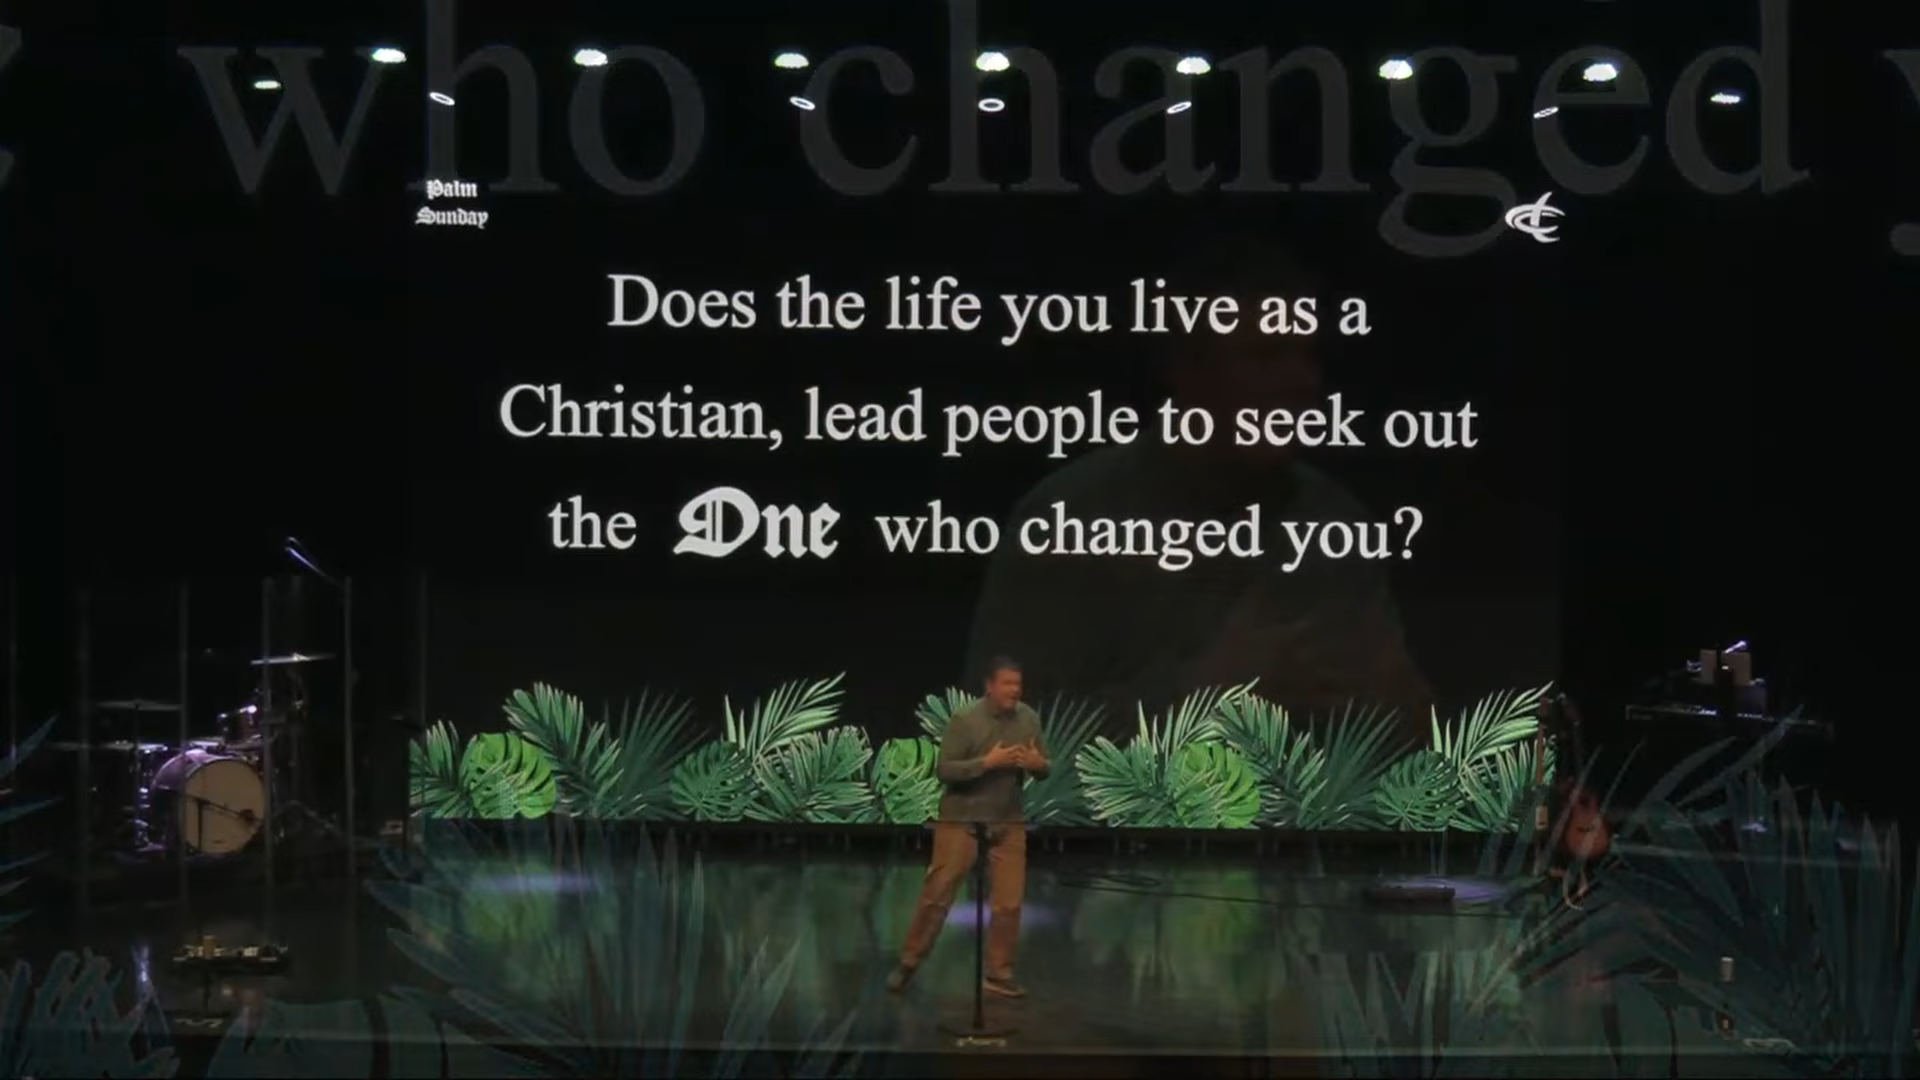 who changed y
Palm
Sunday
Does the life you live as a
Christian, lead people to seek out
the One who changed you?